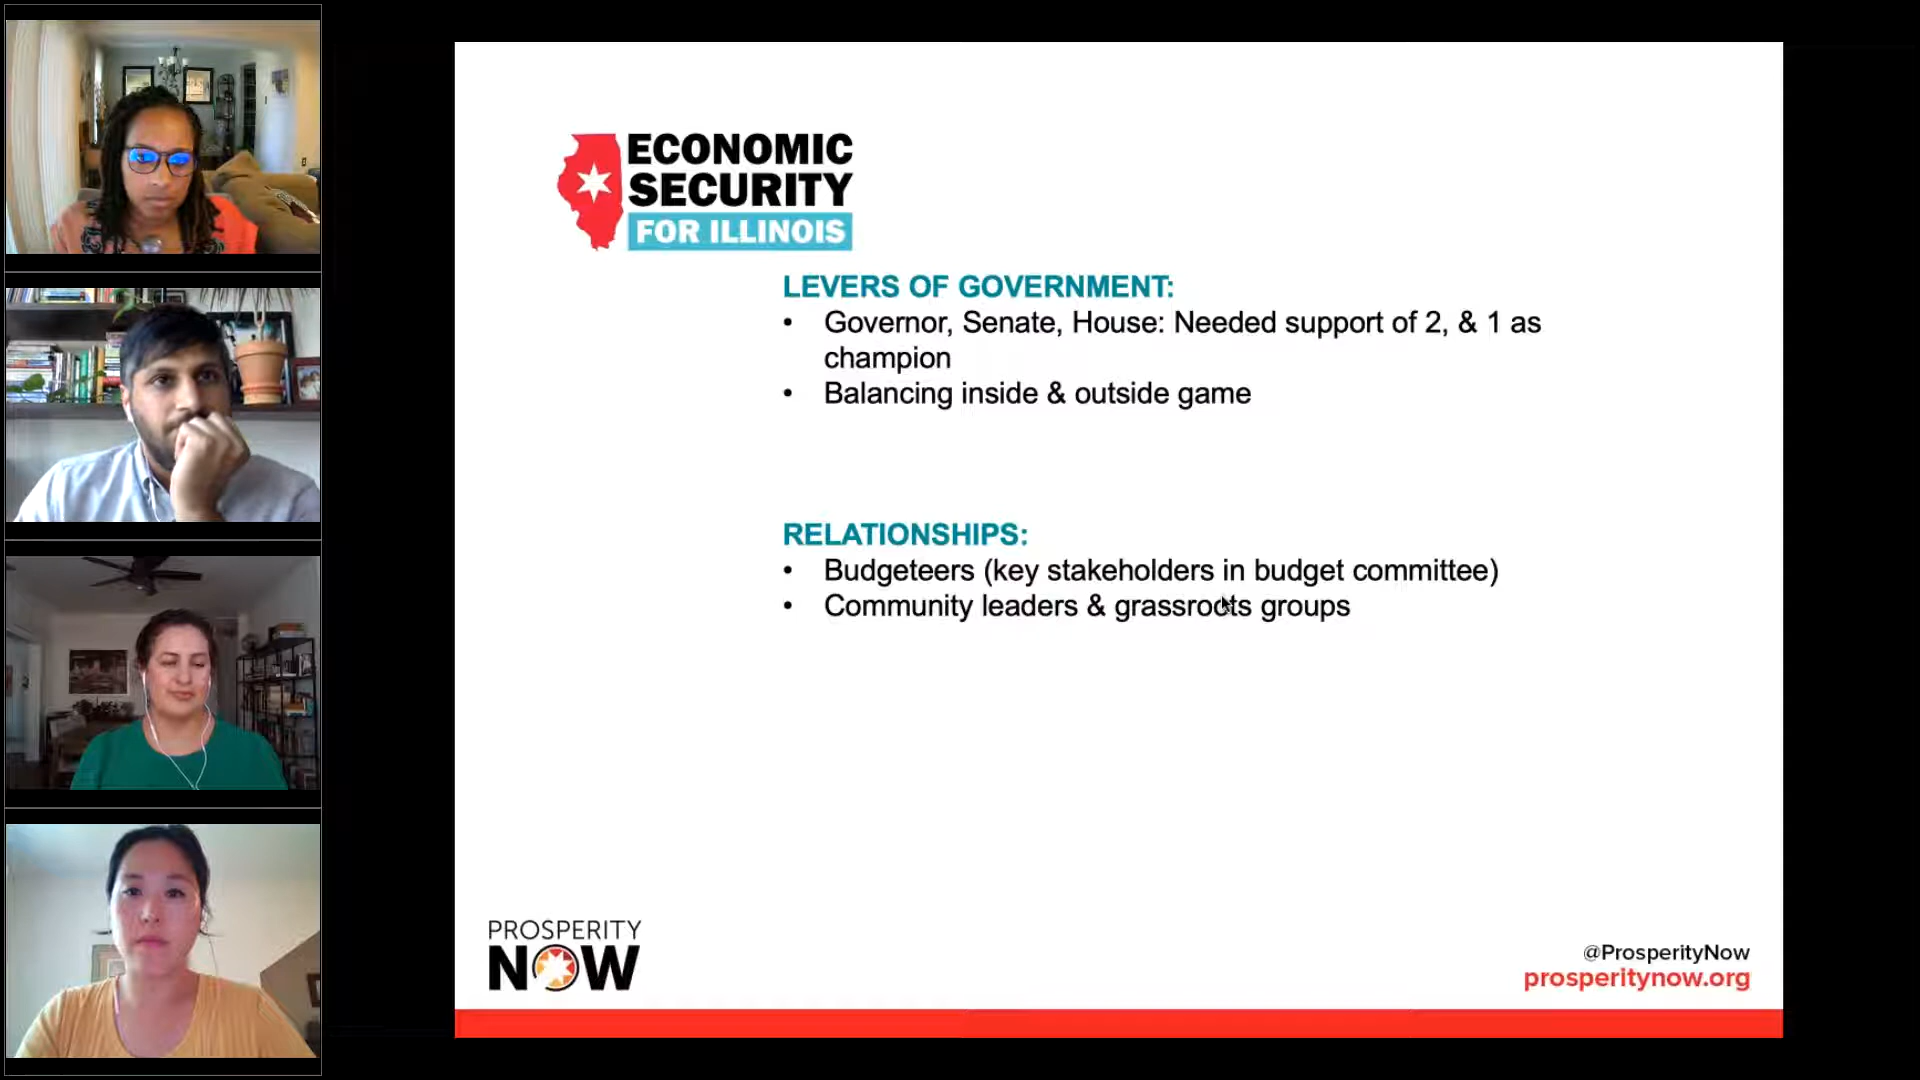 ECONOMIC
SECURITY
FOR ILLINOIS
LEVERS OF GOVERNMENT:
• Governor, Senate, House: Needed support of 2, & 1 as
champion
• Balancing inside & outside game
RELATIONSHIPS:
• Budgeteers (key stakeholders in budget committee)
• Community leaders & grassroots groups
PROSPERITY
NOW
@ProsperityNow
prosperitynow.org